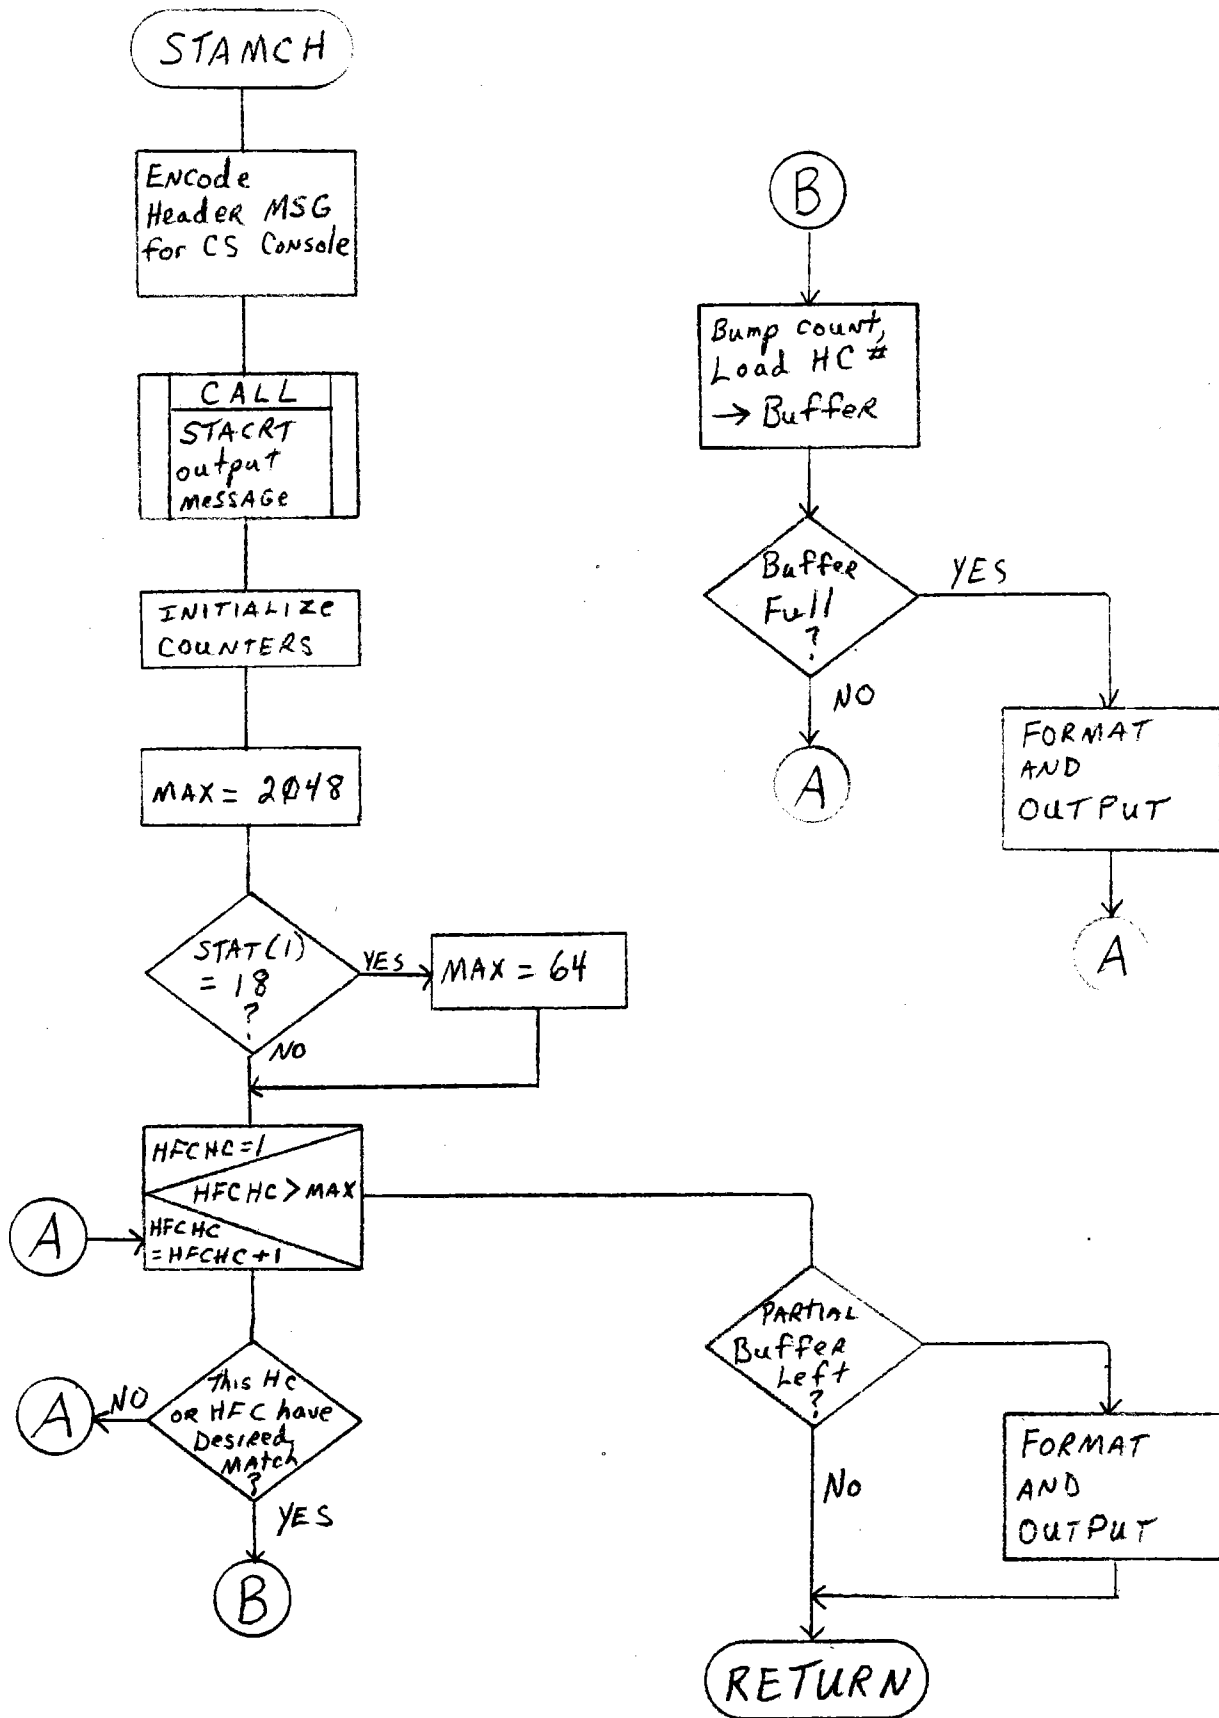 STAMCH
ENcode
HeadeR MSG
for CS CoNsole
CALL
STACRT
output
MeSSAGe
INITIALIZe
COUNTERS
MAX = 2048
STAT(1)
= 18
?
YES
MAX = 64
NO
HFCHC=1
HFCHC > MAX
HFCHC
=HFCHC+1
A
This HC
OR HFC have
DesiReD
MAtch
?
NO
A
YES
B
B
Bump count,
Load HC #
→ BuffeR
BuffeR
Full
?
YES
NO
A
FORMAT
AND
OUTPUT
A
PARTIAL
BuffeR
Left
?
No
FORMAT
AND
OUTPUT
RETURN